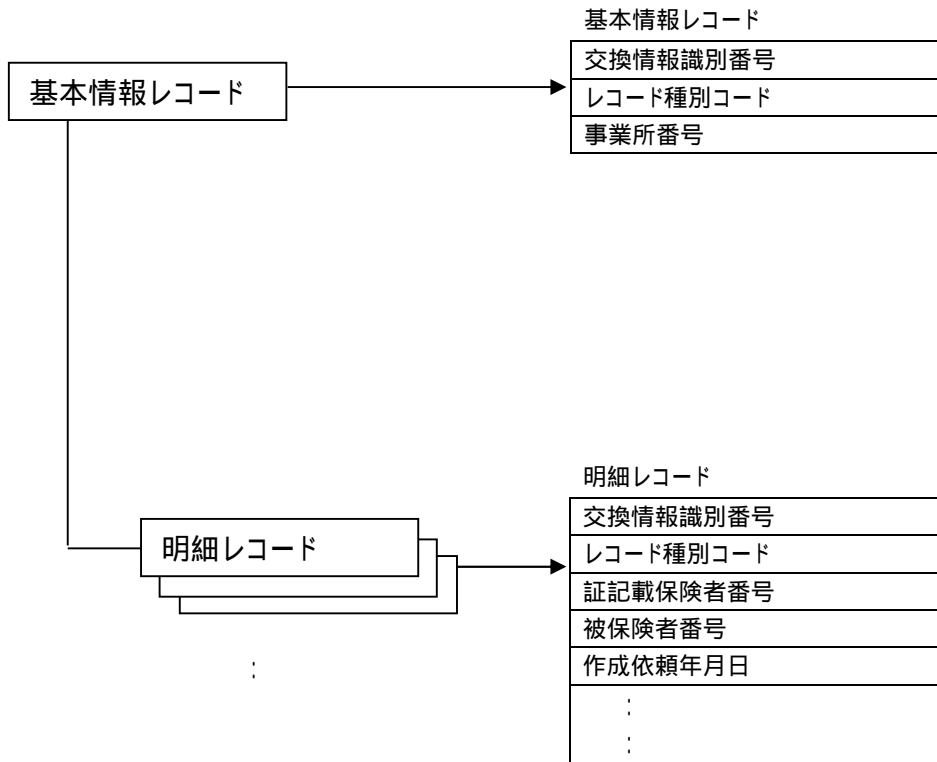 基本情報レコード
交換情報識別番号
レコード種別コード
事業所番号
基本情報レコード
明細レコード
交換情報識別番号
レコード種別コード
証記載保険者番号
被保険者番号
作成依頼年月日
:
:
明細レコード
: